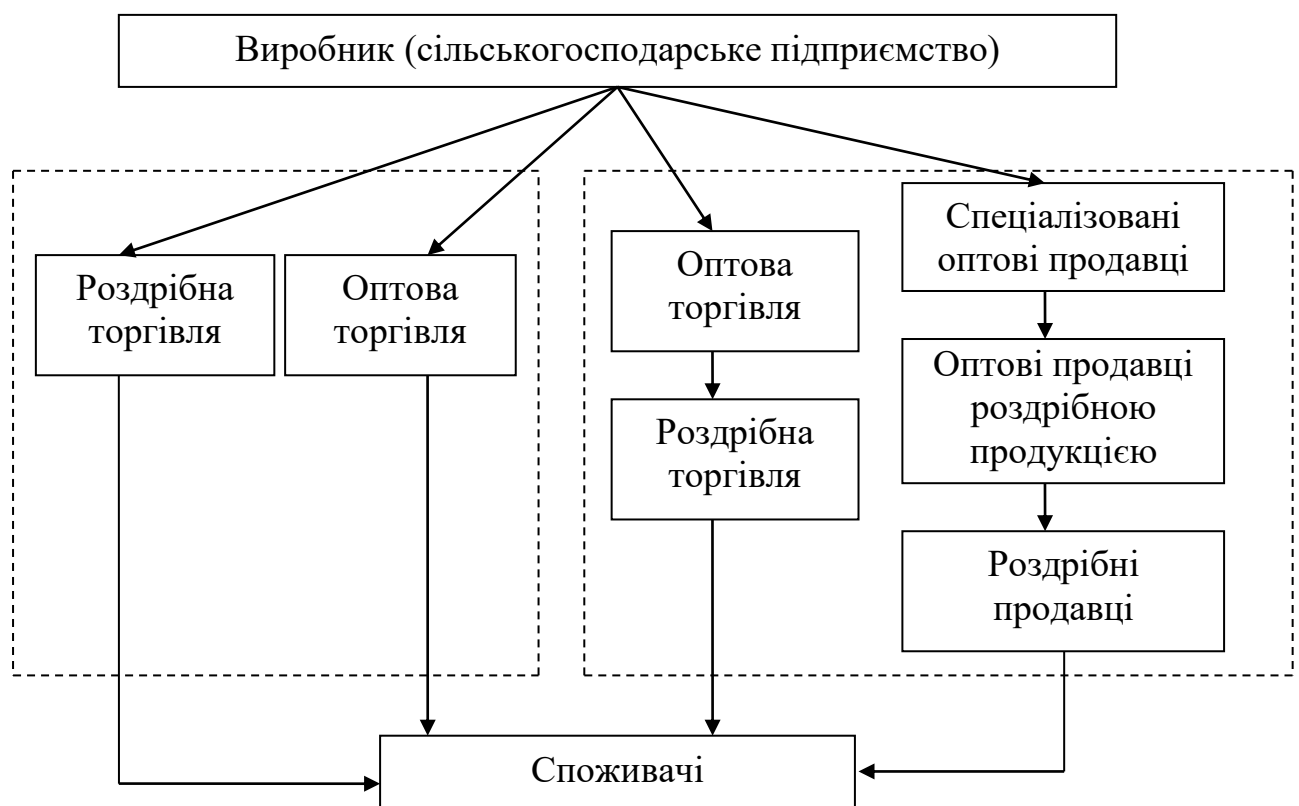 Виробник (сільськогосподарське підприємство)
Роздрібна
торгівля
Оптова
торгівля
Оптова
торгівля
Роздрібна
торгівля
Спеціалізовані
оптові продавці
Оптові продавці
роздрібною
продукцією
Роздрібні
продавці
Споживачі